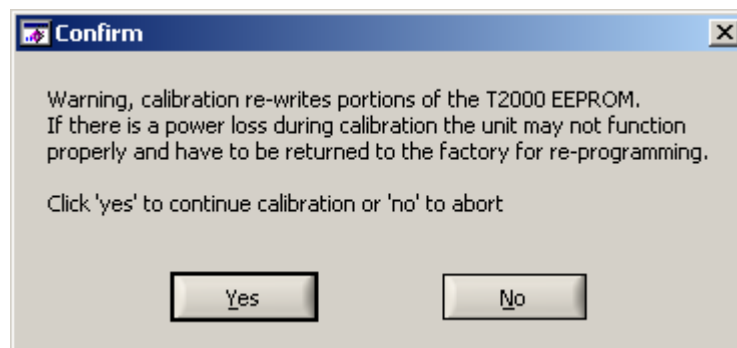 Confirm
Warning, calibration re-writes portions of the T2000 EEPROM.
If there is a power loss during calibration the unit may not function
properly and have to be returned to the factory for re-programming.
Click 'yes' to continue calibration or 'no' to abort
Yes No